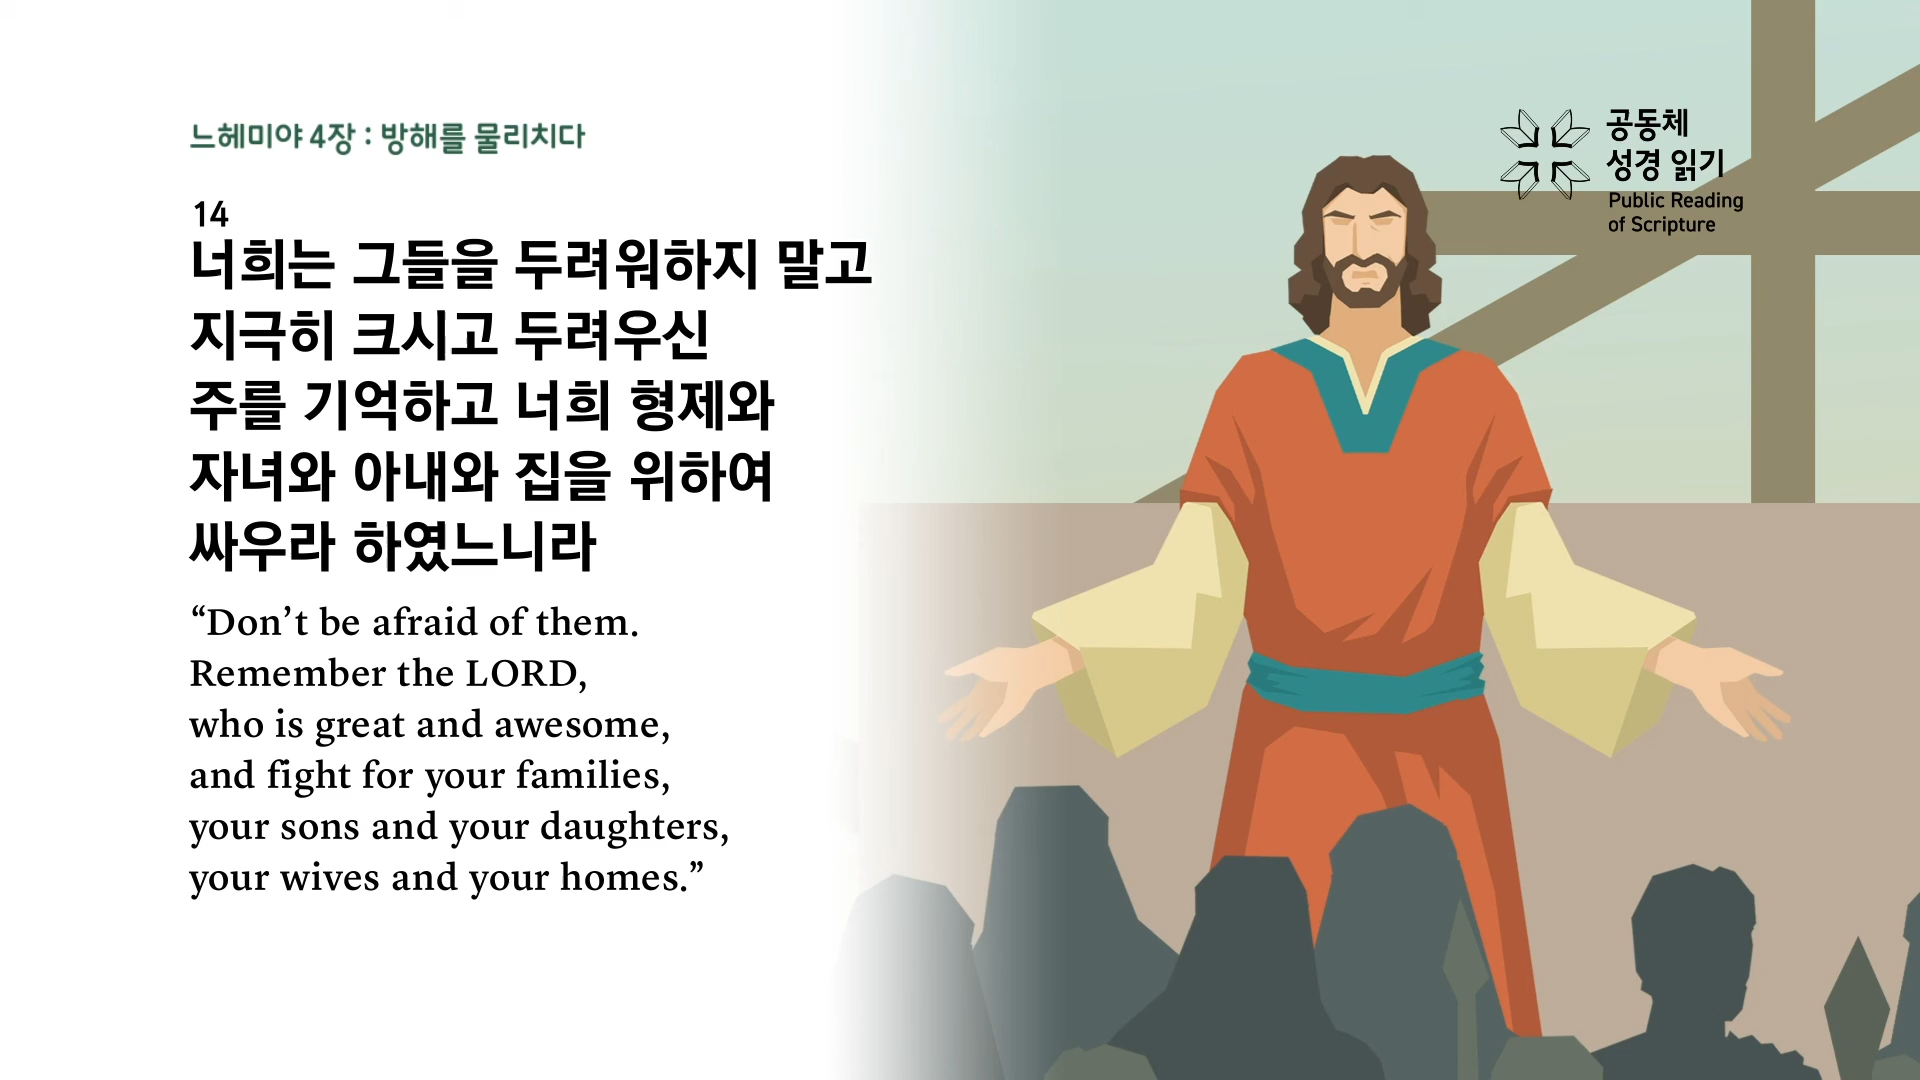 느헤미야 4장 : 방해를 물리치다
14
너희는 그들을 두려워하지 말고
지극히 크시고 두려우신
주를 기억하고 너희 형제와
자녀와 아내와 집을 위하여
싸우라 하였느니라
“Don’t be afraid of them.
Remember the LORD,
who is great and awesome,
and fight for your families,
your sons and your daughters,
your wives and your homes.”
공동체
성경 읽기
Public Reading
of Scripture